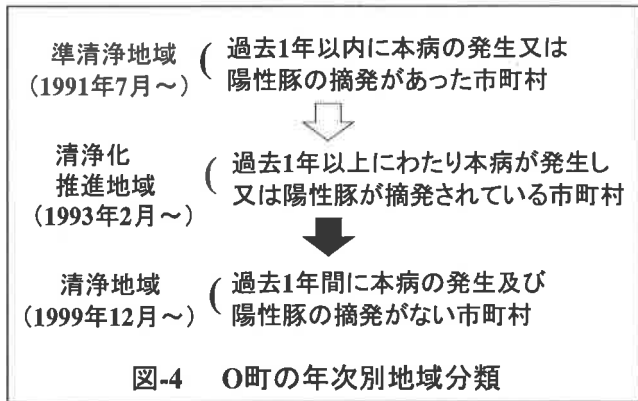 準清浄地域
(1991年7月～)
( 過去1年以内に本病の発生又は
陽性豚の摘発があった市町村
清浄化
推進地域
(1993年2月～)
( 過去1年以上にわたり本病が発生し
又は陽性豚が摘発されている市町村
清浄地域
(1999年12月～)
( 過去1年間に本病の発生及び
陽性豚の摘発がない市町村
図-4 O町の年次別地域分類